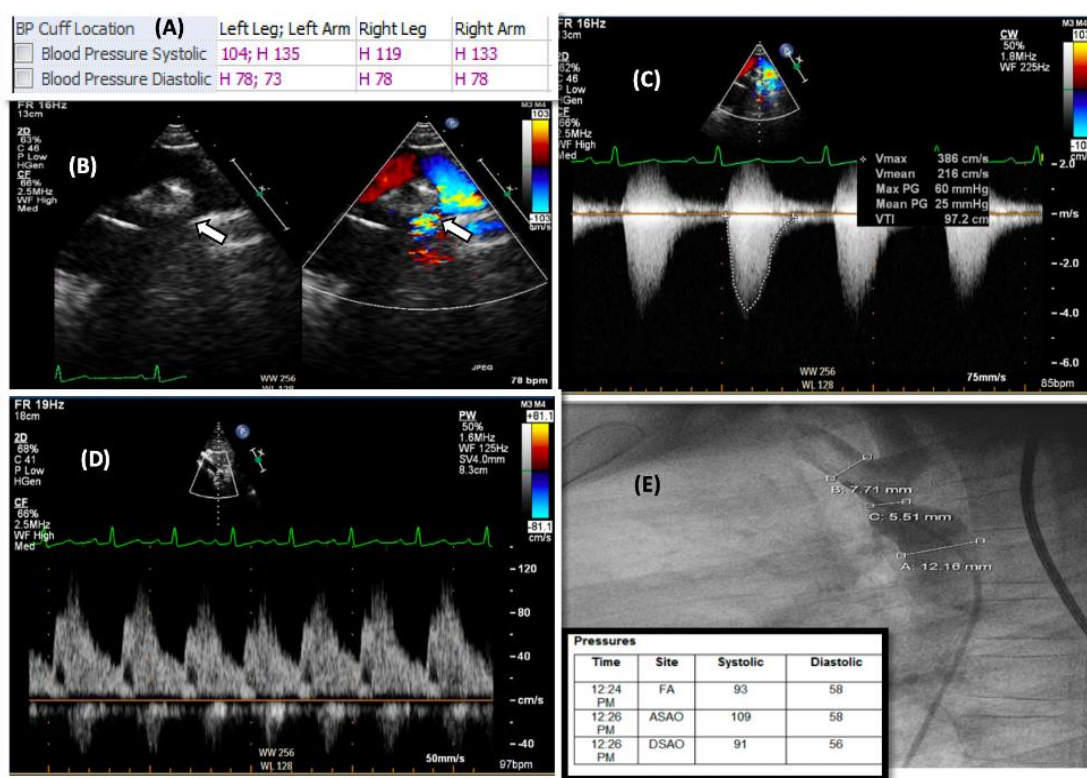 BP Cuff Location (A) Left Leg; Left Arm Right Leg Right Arm
Blood Pressure Systolic 104; H 135 H 119 H 133
Blood Pressure Diastolic H 78; 73 H 78 H 78
FR 16Hz
13cm
M3 M4
2D
63%
C 46
P Low
HGen
CF
66%
2.5MHz
WF High
Med
(B)
+103
-103
cm/s
JPEG
WW 256
WL 128
78 bpm
FR 16Hz
13cm
2D
62%
C 46
P Low
HGen
CF
66%
2.5MHz
WF High
Med
(C)
CW
50%
1.8MHz
WF 225Hz
M3 M4
Vmax 386 cm/s
Vmean 216 cm/s
Max PG 60 mmHg
Mean PG 25 mmHg
VTI 97.2 cm
-2.0
m/s
-2.0
-4.0
-6.0
WW 256
WL 128
75mm/s
85bpm
FR 19Hz
18cm
2D
68%
C 41
P Low
HGen
CF
66%
2.5MHz
WF High
Med
(D)
PW
50%
1.6MHz
WF 125Hz
SV4.0mm
8.3cm
M3 M4
+81.1
-81.1
cm/s
120
80
40
cm/s
-40
WW 256
WL 128
50mm/s
97bpm
(E)
B: 7.71 mm
C: 5.51 mm
A: 12.16 mm
Pressures
Time Site Systolic Diastolic
12:24 PM FA 93 58
12:26 PM ASAO 109 58
12:26 PM DSAO 91 56